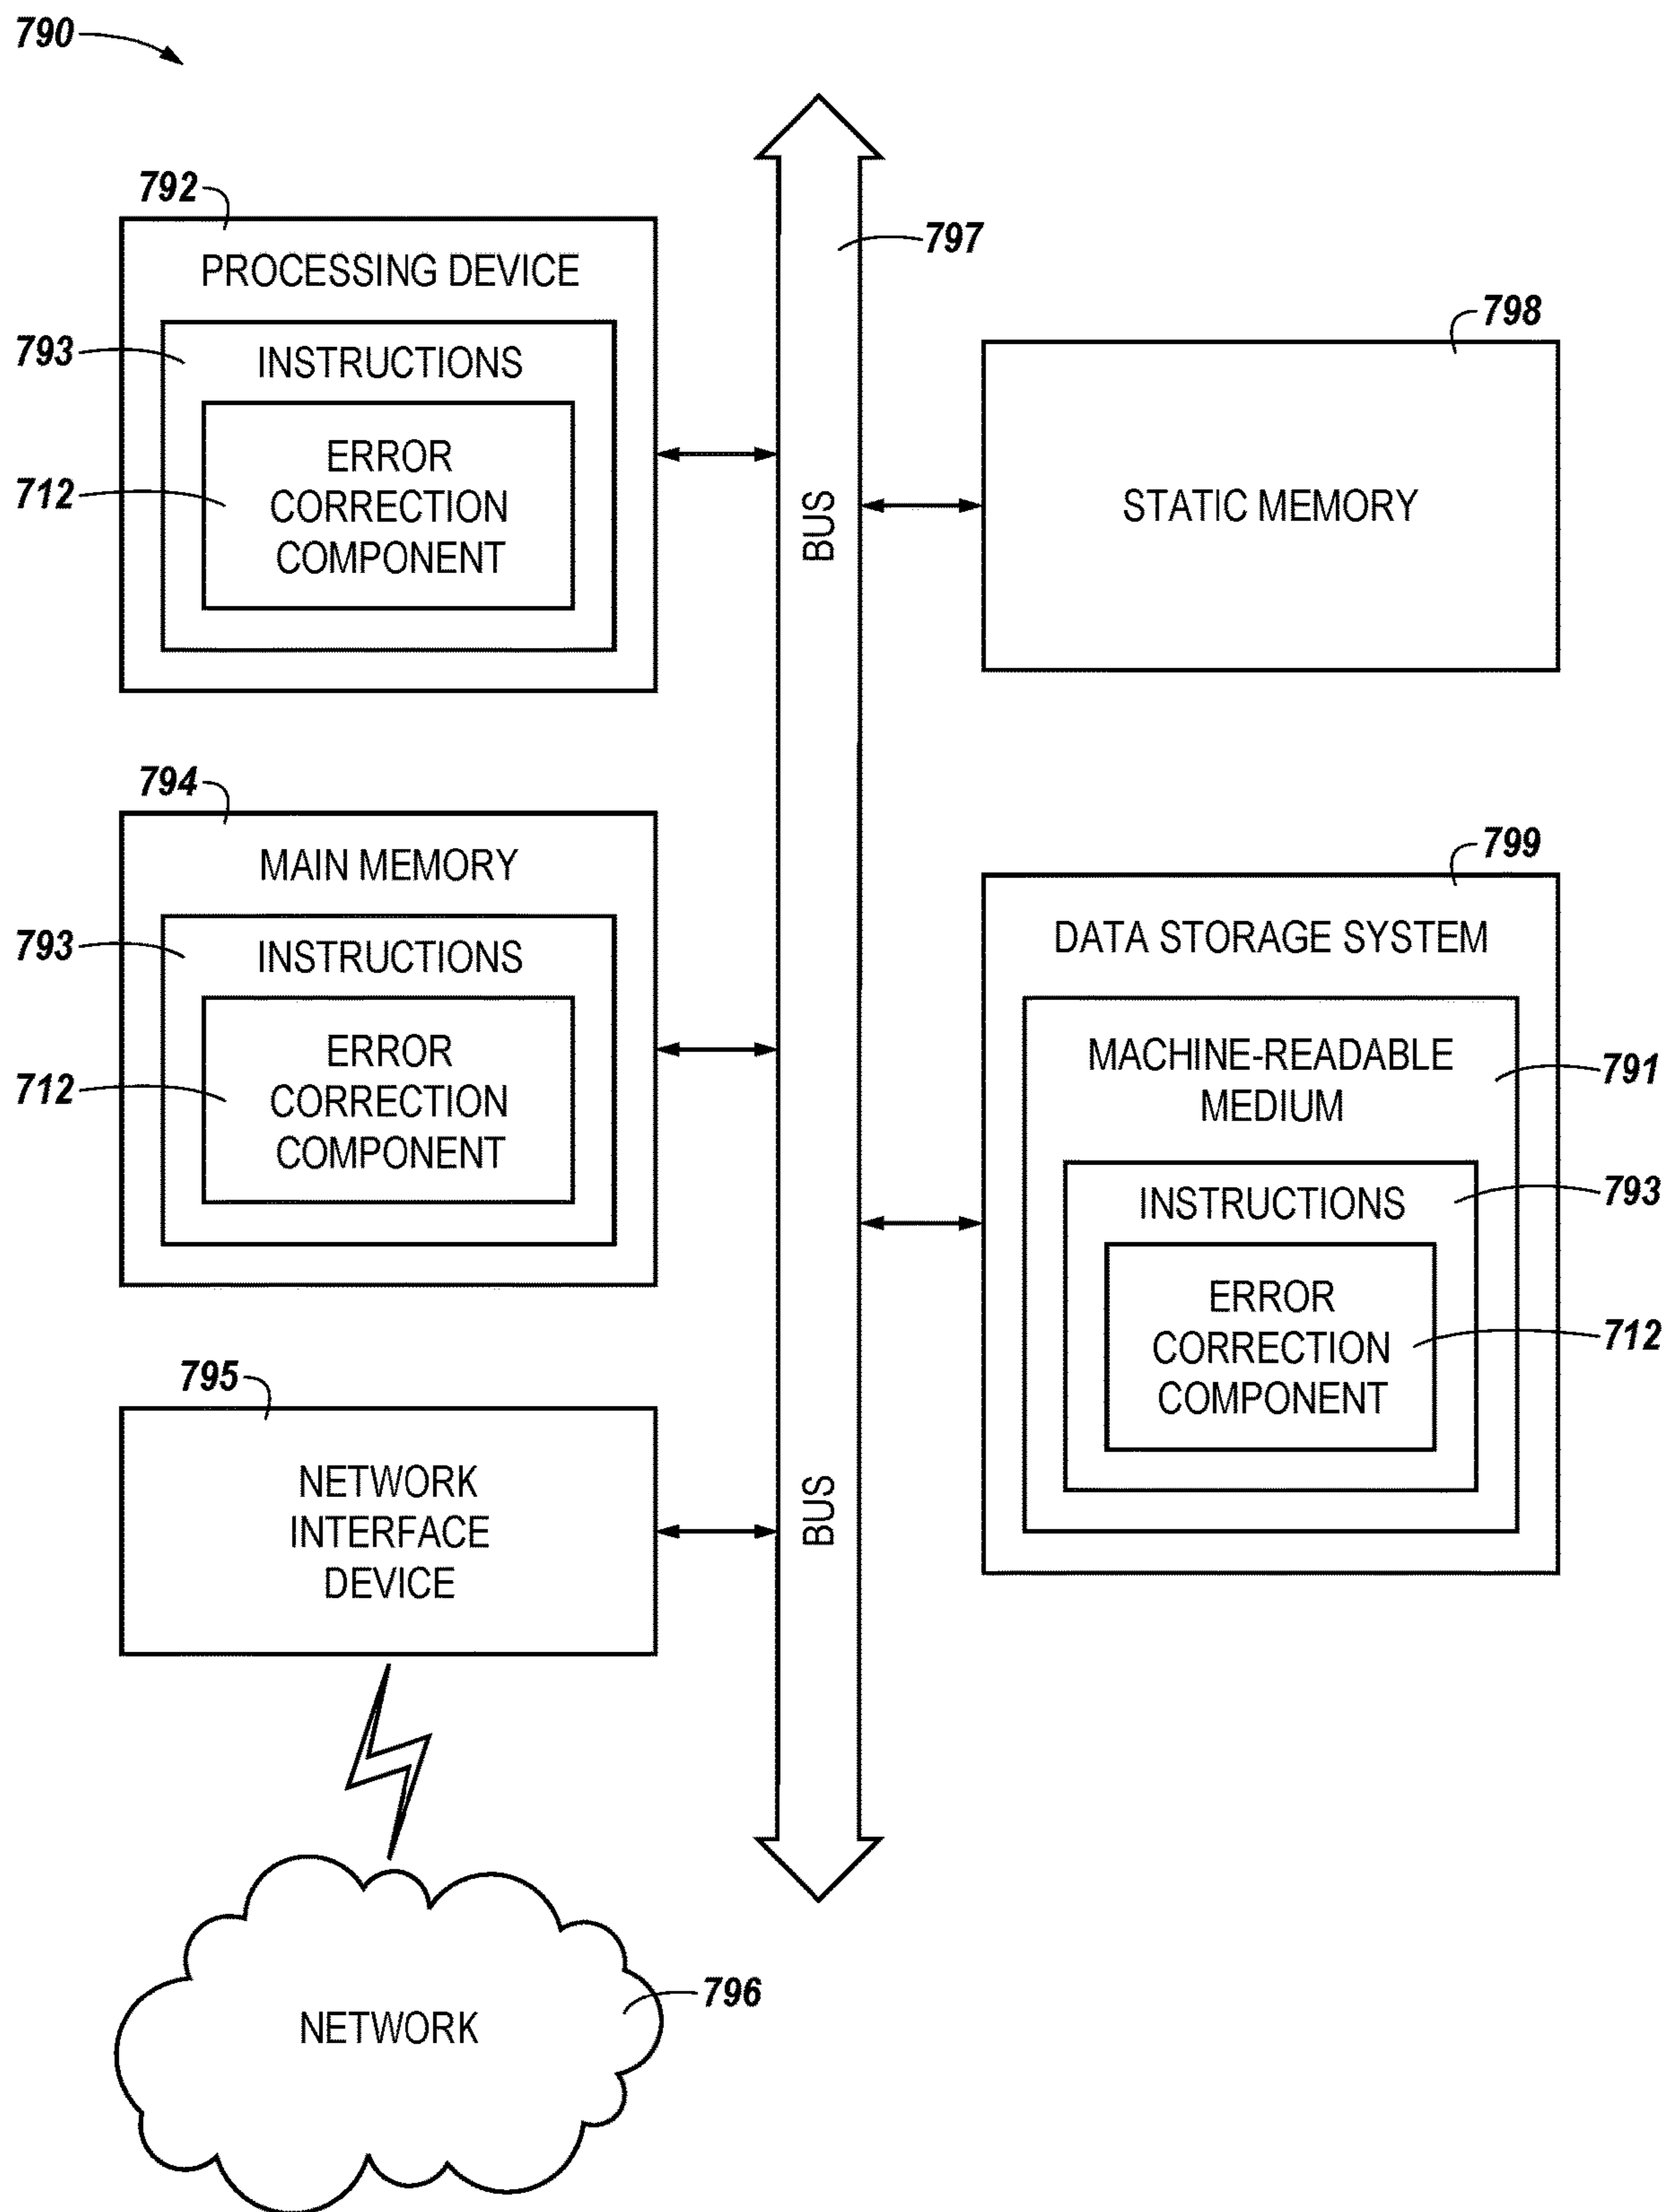 790
792
PROCESSING DEVICE
793
INSTRUCTIONS
712
ERROR
CORRECTION
COMPONENT
794
MAIN MEMORY
793
INSTRUCTIONS
712
ERROR
CORRECTION
COMPONENT
795
NETWORK
INTERFACE
DEVICE
NETWORK
796
797
BUS
BUS
798
STATIC MEMORY
799
DATA STORAGE SYSTEM
MACHINE-READABLE
MEDIUM
791
INSTRUCTIONS
793
ERROR
CORRECTION
COMPONENT
712